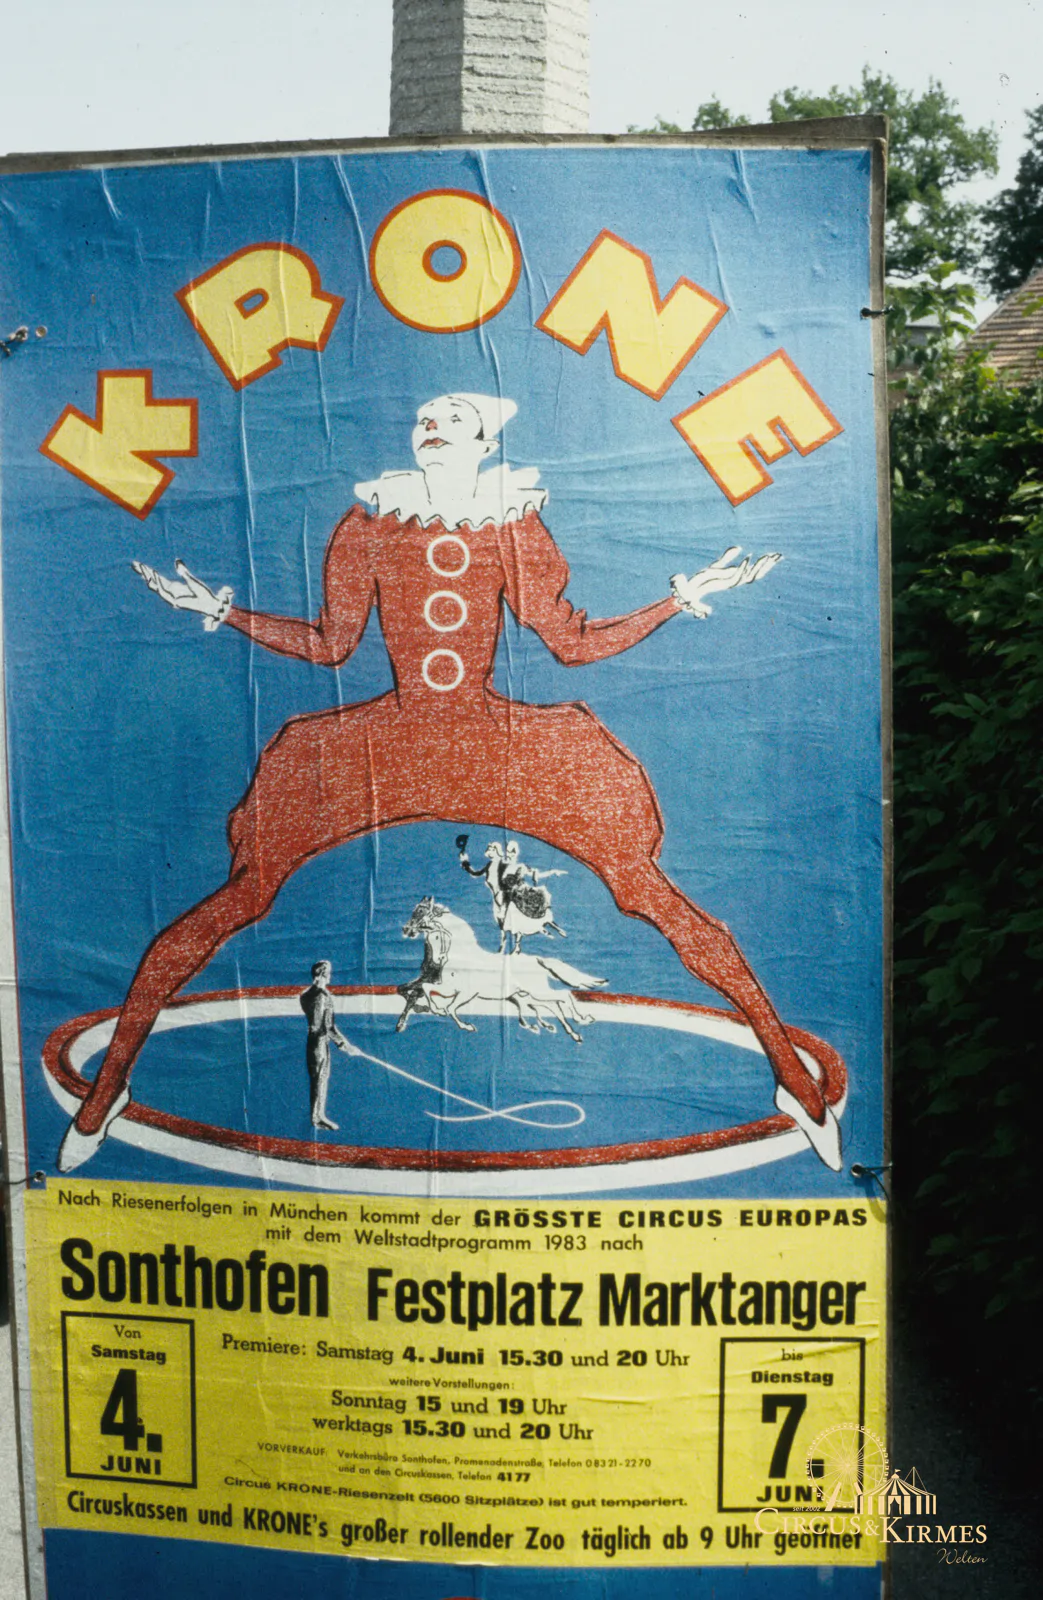 KRONE
Nach Riesenerfolgen in München kommt der GRÖSSTE CIRCUS EUROPAS
mit dem Weltstadtprogramm 1983 nach
Sonthofen Festplatz Marktanger
Von
Samstag
4.
JUNI
Premiere: Samstag 4. Juni 15.30 und 20 Uhr
weitere Vorstellungen:
Sonntag 15 und 19 Uhr
werktags 15.30 und 20 Uhr
VORVERKAUF: Verkehrsbüro Sonthofen, Promenadenstraße, Telefon 08321-2270
und an den Circuskassen, Telefon 4177
Circus KRONE-Riesenzelt (5600 Sitzplätze) ist gut temperiert.
bis
Dienstag
7.
JUNI
Circuskassen und KRONE's großer rollender Zoo täglich ab 9 Uhr geöffnet
seit 2002
CIRCUS & KIRMES
Welten